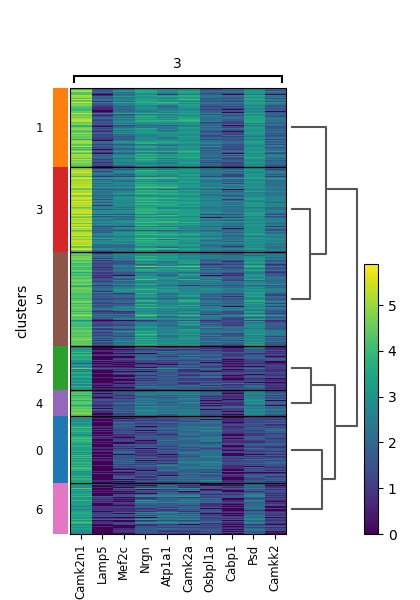 3
1
3
5
2
4
0
6
clusters
5
4
3
2
1
0
Camk2n1
Lamp5
Mef2c
Nrgn
Atp1a1
Camk2a
Osbpl1a
Cabp1
Psd
Camkk2